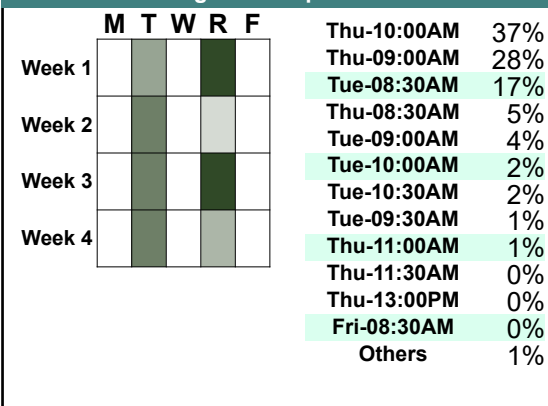 M T W R F
Week 1
Week 2
Week 3
Week 4
Thu-10:00AM 37%
Thu-09:00AM 28%
Tue-08:30AM 17%
Thu-08:30AM 5%
Tue-09:00AM 4%
Tue-10:00AM 2%
Tue-10:30AM 2%
Tue-09:30AM 1%
Thu-11:00AM 1%
Thu-11:30AM 0%
Thu-13:00PM 0%
Fri-08:30AM 0%
Others 1%